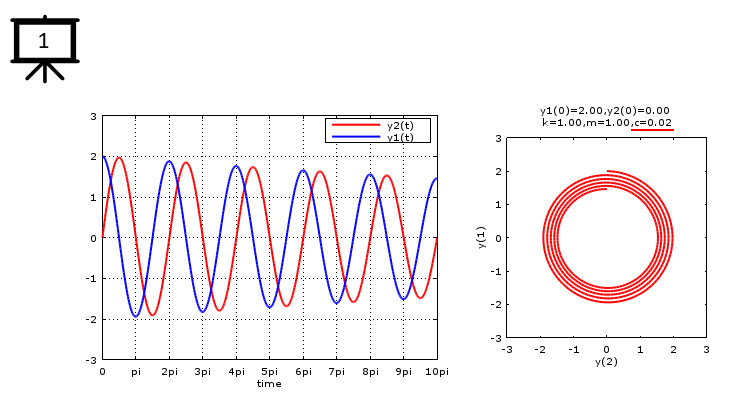 1
y2(t)
y1(t)
3
2
1
0
-1
-2
-3
0 pi 2pi 3pi 4pi 5pi 6pi 7pi 8pi 9pi 10pi
time
y1(0)=2.00,y2(0)=0.00
k=1.00,m=1.00,c=0.02
3
2
1
0
-1
-2
-3
y(1)
-3 -2 -1 0 1 2 3
y(2)